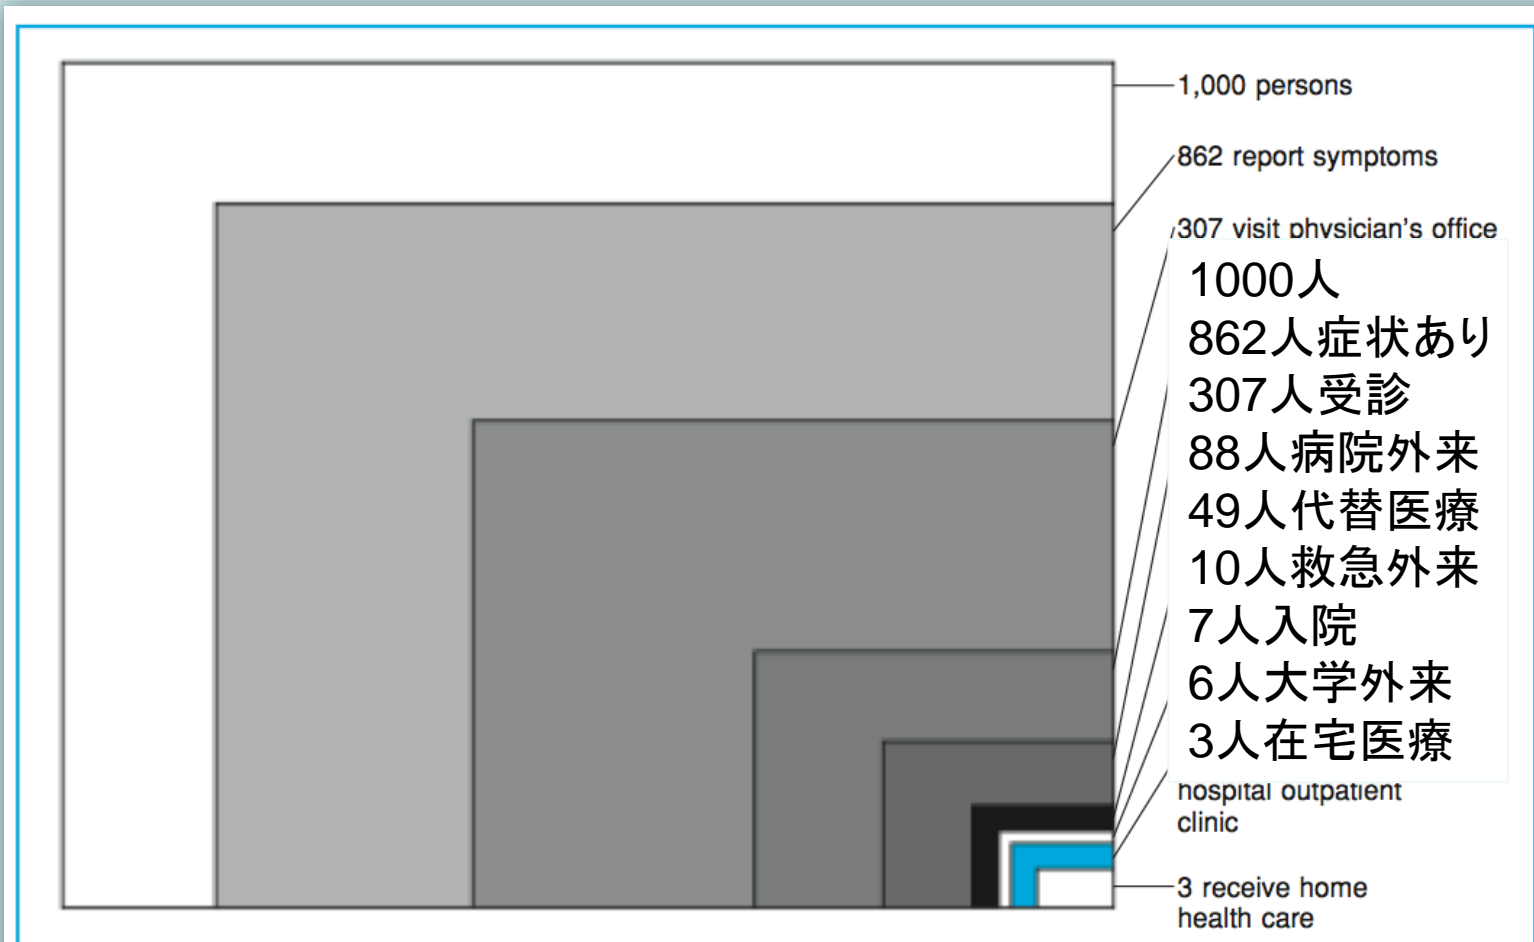 1,000 persons
862 report symptoms
307 visit physician's office
1000人
862人症状あり
307人受診
88人病院外来
49人代替医療
10人救急外来
7人入院
6人大学外来
3人在宅医療
hospital outpatient
clinic
3 receive home
health care